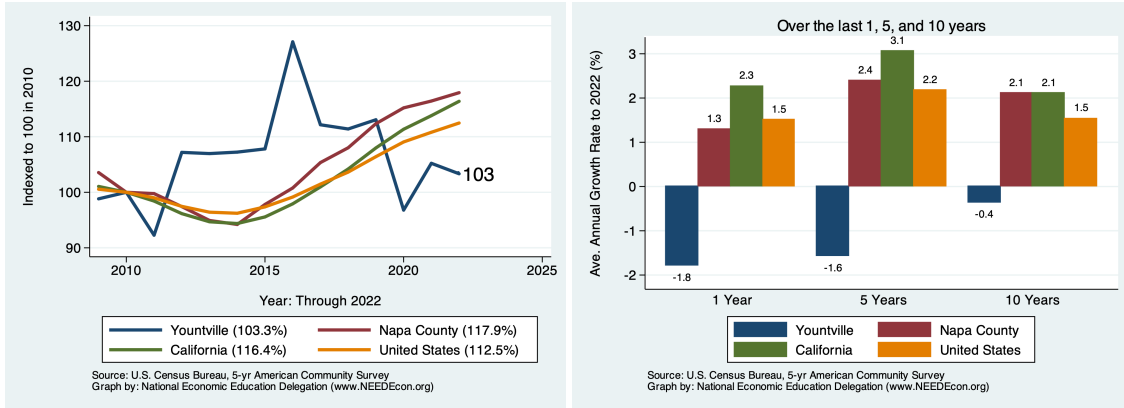 Indexed to 100 in 2010
130
120
110
100
90
103
2010
2015
2020
2025
Year: Through 2022
Yountville (103.3%)
Napa County (117.9%)
California (116.4%)
United States (112.5%)
Source: U.S. Census Bureau, 5-yr American Community Survey
Graph by: National Economic Education Delegation (www.NEEDEcon.org)
Over the last 1, 5, and 10 years
Ave. Annual Growth Rate to 2022 (%)
3
2
1
0
-1
-2
-1.8
1.3
2.3
1.5
-1.6
2.4
3.1
2.2
-0.4
2.1
2.1
1.5
1 Year
5 Years
10 Years
Yountville
Napa County
California
United States
Source: U.S. Census Bureau, 5-yr American Community Survey
Graph by: National Economic Education Delegation (www.NEEDEcon.org)